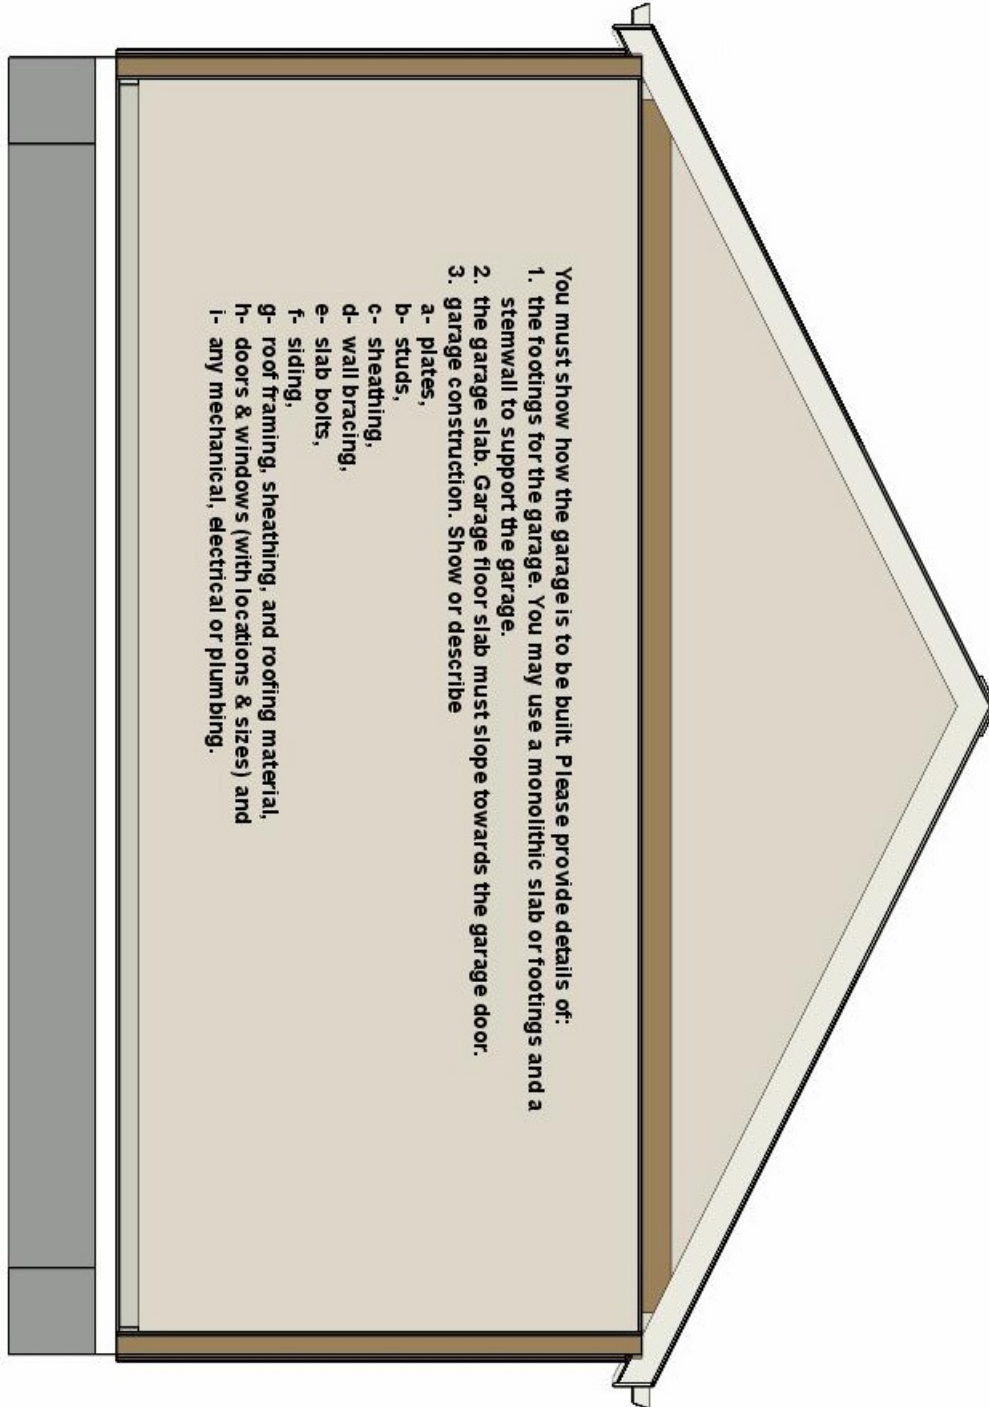 You must show how the garage is to be built. Please provide details of:
1. the footings for the garage. You may use a monolithic slab or footings and a
stemwall to support the garage.
2. the garage slab. Garage floor slab must slope towards the garage door.
3. garage construction. Show or describe
a- plates,
b- studs,
c- sheathing,
d- wall bracing,
e- slab bolts,
f- siding,
g- roof framing, sheathing, and roofing material,
h- doors & windows (with locations & sizes) and
i- any mechanical, electrical or plumbing.